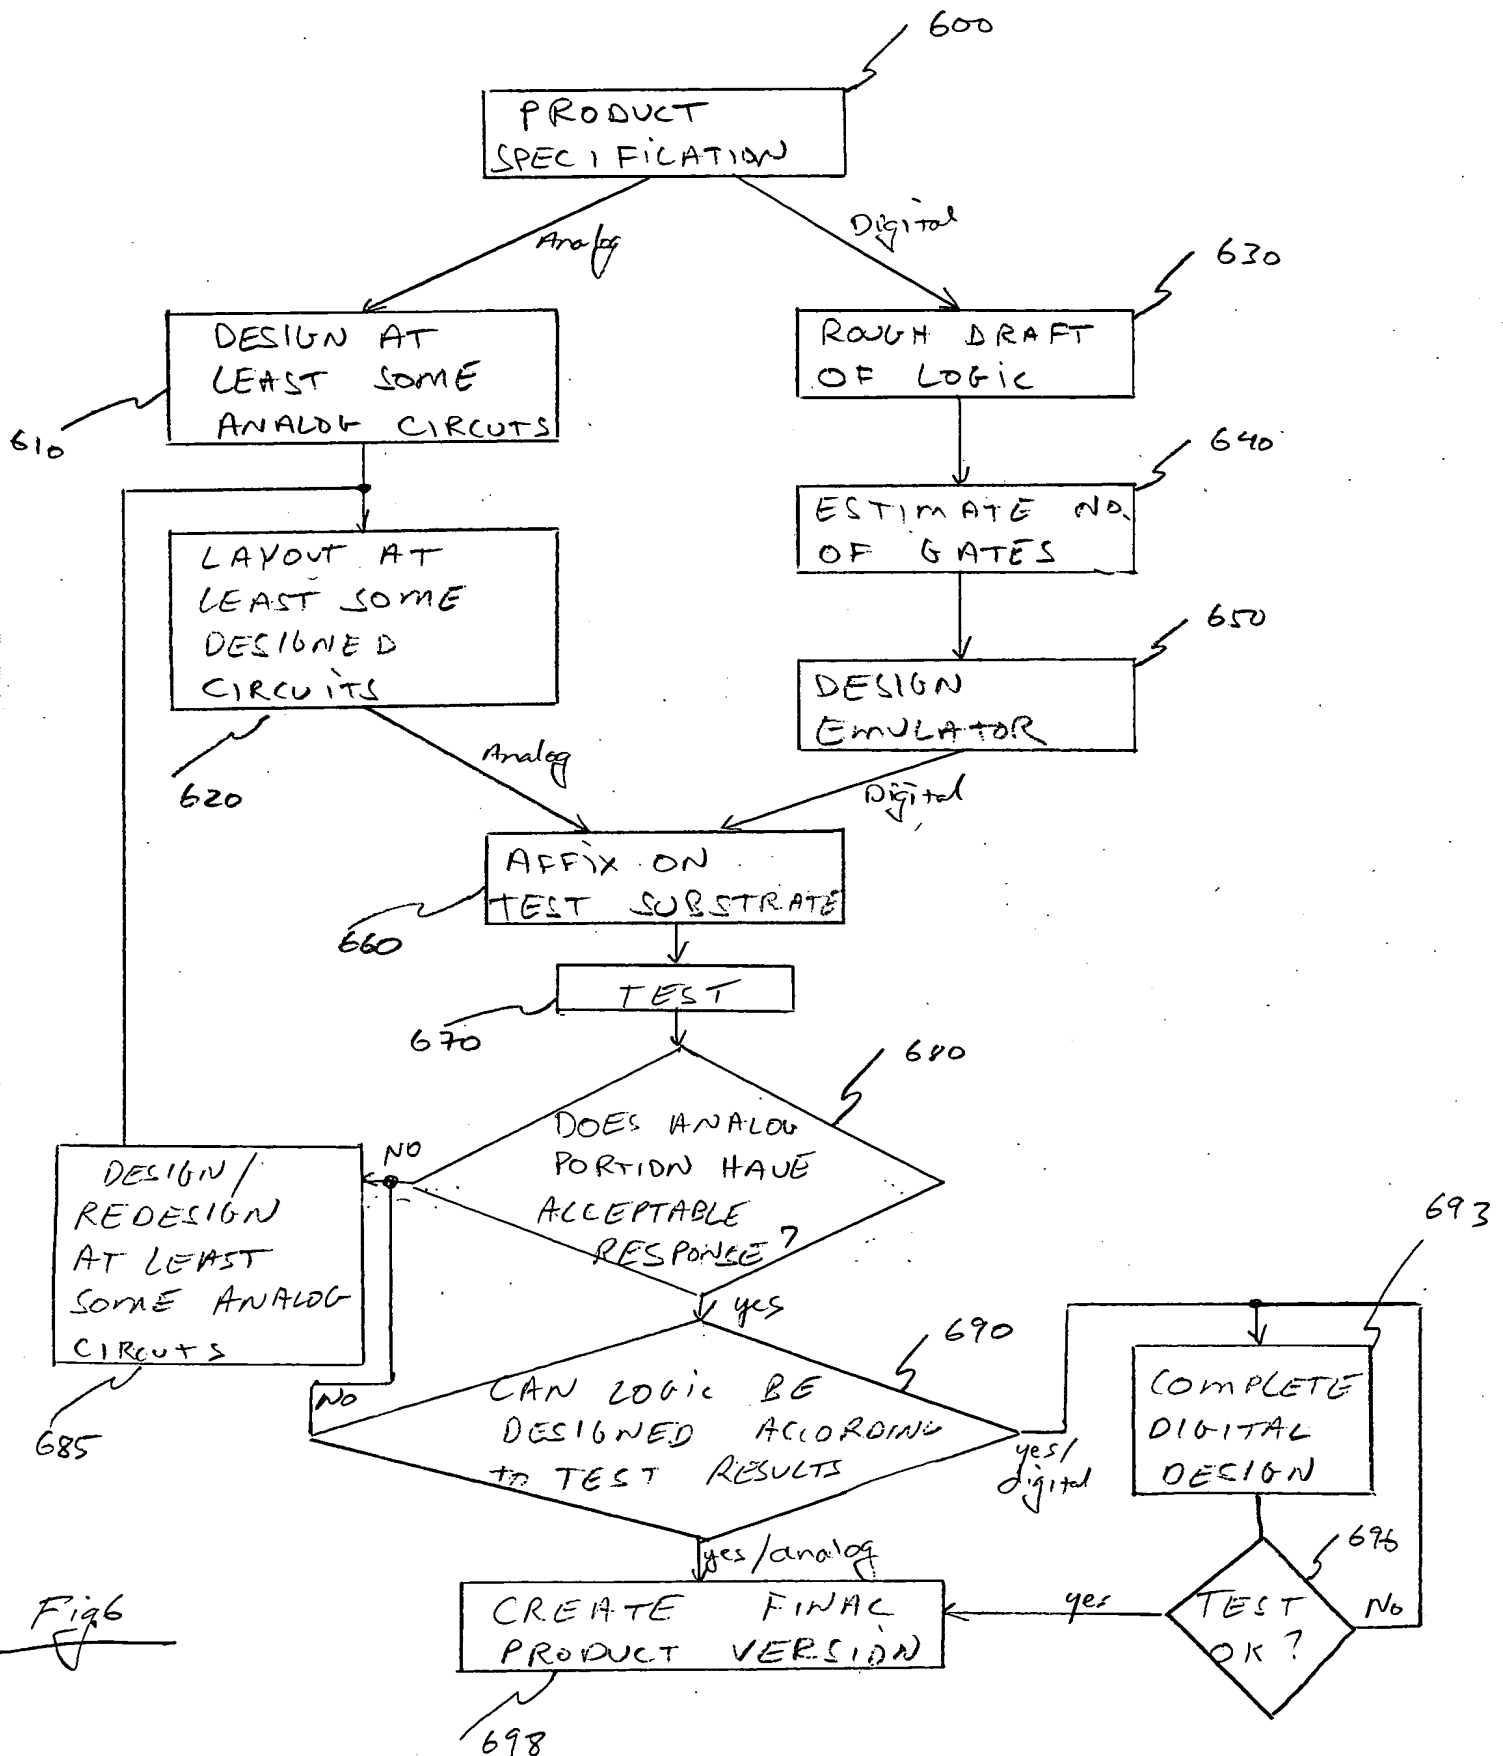 600
PRODUCT
SPECIFICATION
Analog
Digital
630
DESIGN AT
LEAST SOME
ANALOG CIRCUTS
610
ROUGH DRAFT
OF LOGIC
640
ESTIMATE NO.
OF GATES
LAYOUT AT
LEAST SOME
DESIGNED
CIRCUITS
620
650
DESIGN
EMULATOR
Analog
Digital
AFFIX ON
TEST SUBSTRATE
660
TEST
670
680
DOES ANALOG
PORTION HAVE
ACCEPTABLE
RESPONSE?
NO
yes
DESIGN/
REDESIGN
AT LEAST
SOME ANALOG
CIRCUTS
685
690
CAN LOGIC BE
DESIGNED ACCORDING
to TEST RESULTS
NO
yes/
digital
yes/analog
693
COMPLETE
DIGITAL
DESIGN
696
TEST
OK?
NO
yes
CREATE FINAL
PRODUCT VERSION
698
Fig6